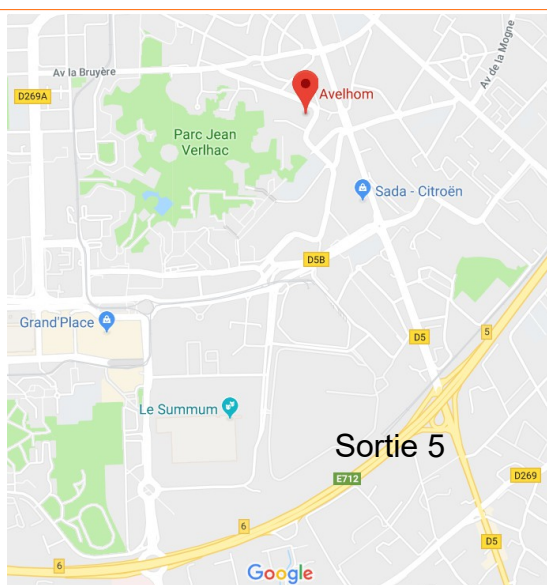 Av la Bruyère
Av de la Mogne
D269A
Avelhom
Parc Jean
Verlhac
Sada - Citroën
D5B
Grand'Place
D5
5
Le Summum
Sortie 5
E712
D269
6
D5
6
Google